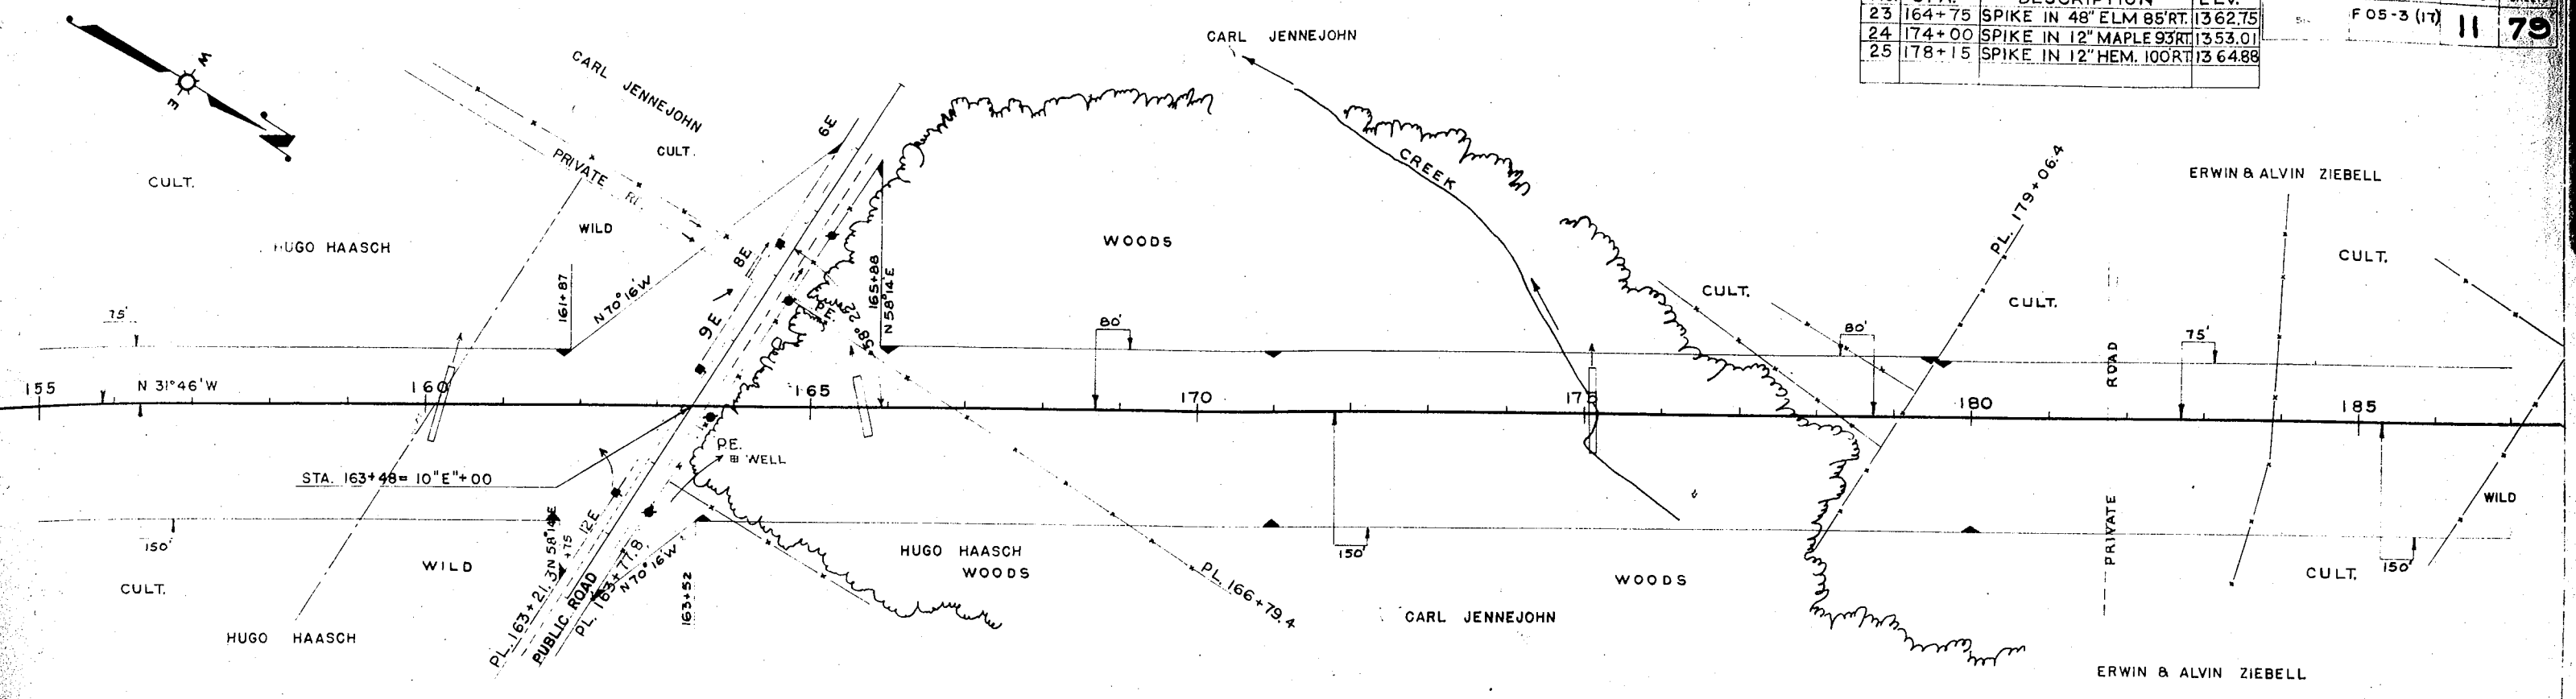 DESCRIPTION
23 164+75 SPIKE IN 48" ELM 85'RT. 1362.75
24 174+00 SPIKE IN 12" MAPLE 93'RT. 1353.01
25 178+15 SPIKE IN 12" HEM. 100'RT. 1364.88
F 05-3 (17) 11 79
M
E
CARL JENNEJOHN
CARL
JENNEJOHN
CULT.
PRIVATE
6E
CULT.
HUGO HAASCH
WILD
8E
9E
161+87
N 70°16'W
165+88
N 58°14'E
WOODS
CREEK
PL. 179+06.4
ERWIN & ALVIN ZIEBELL
CULT.
CULT.
CULT.
75'
80'
80'
75'
ROAD
155
N 31°46'W
160
165
170
175
180
185
P.E.
WELL
STA. 163+48 = 10"E"+00
12E
N 58°14'E
+75
150'
150'
150'
CULT.
WILD
HUGO HAASCH
PL. 163+21.3
PUBLIC ROAD
PL. 163+77.8
N 70°16'W
163+52
HUGO HAASCH
WOODS
PL. 166+79.4
CARL JENNEJOHN
WOODS
PRIVATE
WILD
CULT.
ERWIN & ALVIN ZIEBELL